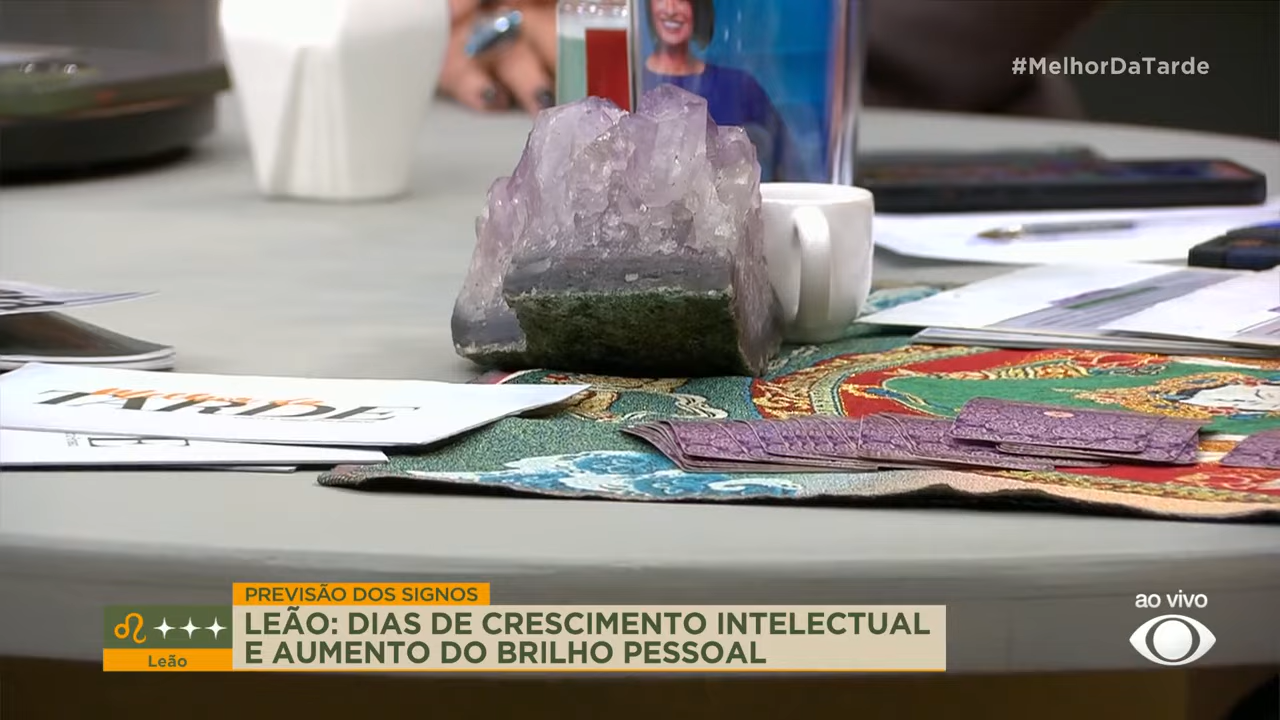 #MelhorDaTarde
TARDE
PREVISÃO DOS SIGNOS
LEÃO: DIAS DE CRESCIMENTO INTELECTUAL
E AUMENTO DO BRILHO PESSOAL
Leão
ao vivo